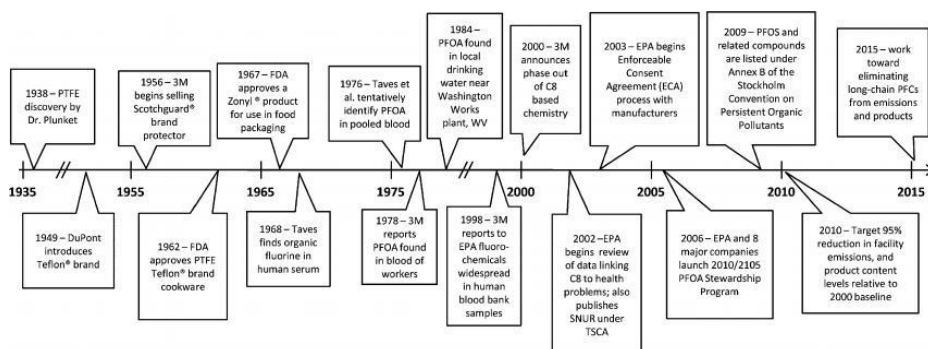 1938 – PTFE
discovery by
Dr. Plunket
1956 – 3M
begins selling
Scotchguard®
brand
protector
1967 – FDA
approves a
Zonyl ® product
for use in food
packaging
1976 – Taves
et al. tentatively
identify PFOA
in pooled blood
1984 –
PFOA found
in local
drinking
water near
Washington
Works
plant, WV
2000 – 3M
announces
phase out
of C8
based
chemistry
2003 – EPA begins
Enforceable
Consent
Agreement (ECA)
process with
manufacturers
2009 – PFOS and
related compounds
are listed under
Annex B of the
Stockholm
Convention on
Persistent Organic
Pollutants
2015 – work
toward
eliminating
long-chain PFCs
from emissions
and products
1935
1955
1965
1975
2000
2005
2010
2015
1949 – DuPont
introduces
Teflon® brand
1962 – FDA
approves PTFE
Teflon® brand
cookware
1968 – Taves
finds organic
fluorine in
human serum
1978 – 3M
reports
PFOA found
in blood of
workers
1998 – 3M
reports to
EPA fluoro-
chemicals
widespread
in human
blood bank
samples
2002 –EPA
begins review
of data linking
C8 to health
problems; also
publishes
SNUR under
TSCA
2006 – EPA and 8
major companies
launch 2010/2105
PFOA Stewardship
Program
2010 – Target 95%
reduction in facility
emissions, and
product content
levels relative to
2000 baseline